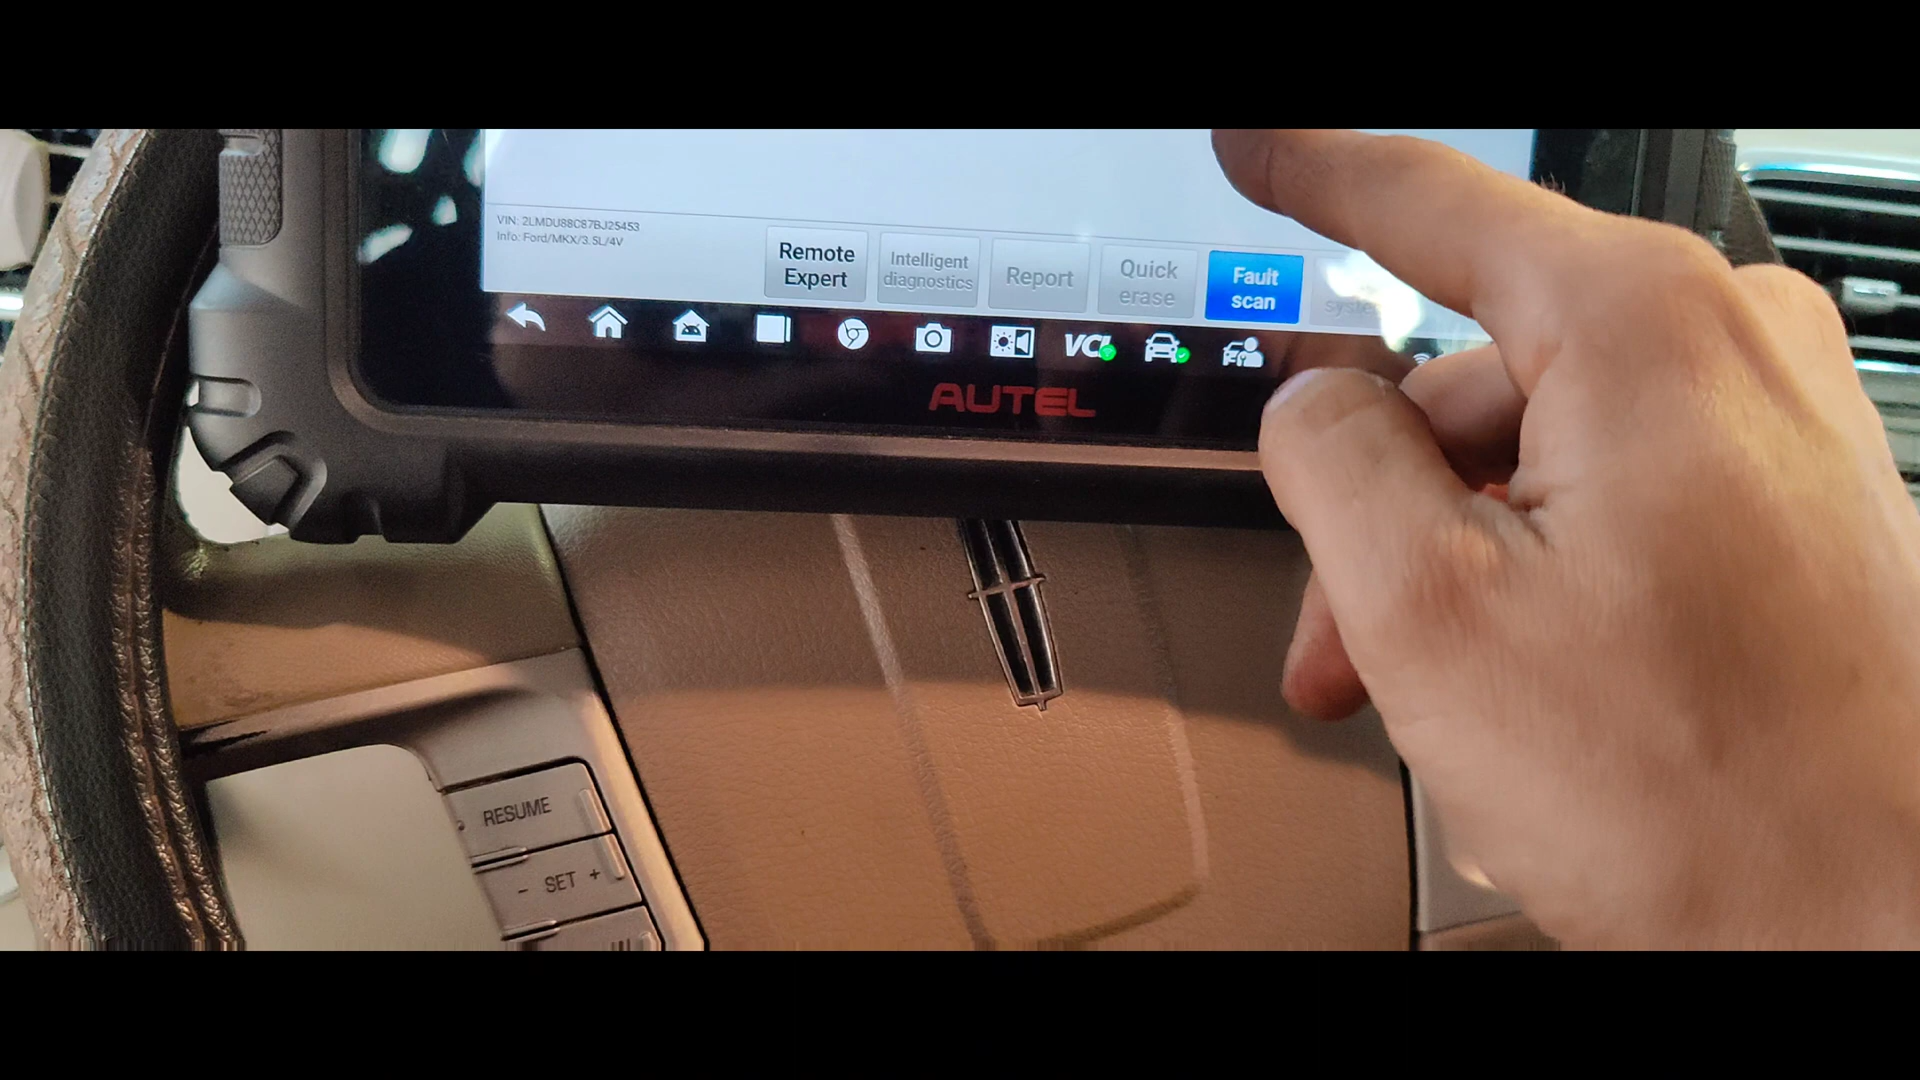 VIN: 2LMDU88C87BJ25453
Info: Ford/MKX/3.5L/4V
Remote
Expert
Intelligent
diagnostics
Report
Quick
erase
Fault
scan
VCI
AUTEL
RESUME
- SET +